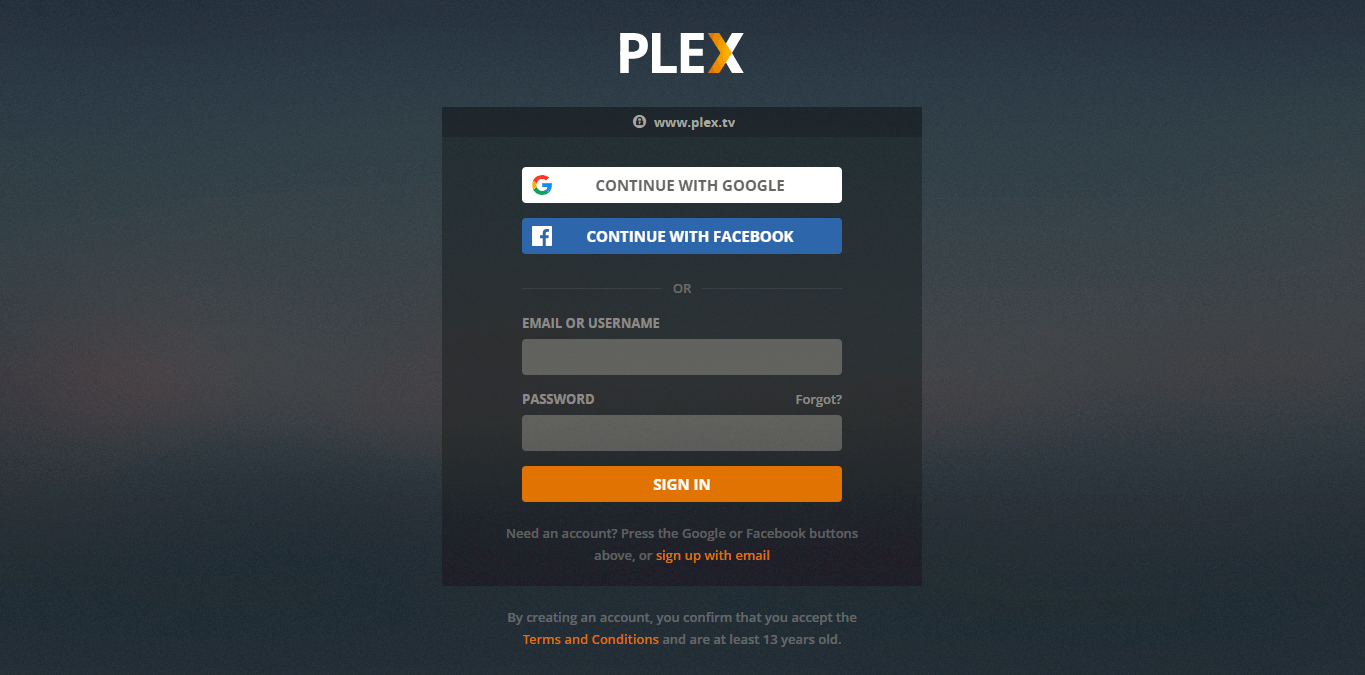 PLEX
www.plex.tv
CONTINUE WITH GOOGLE
CONTINUE WITH FACEBOOK
OR
EMAIL OR USERNAME
PASSWORD Forgot?
SIGN IN
Need an account? Press the Google or Facebook buttons
above, or sign up with email
By creating an account, you confirm that you accept the
Terms and Conditions and are at least 13 years old.